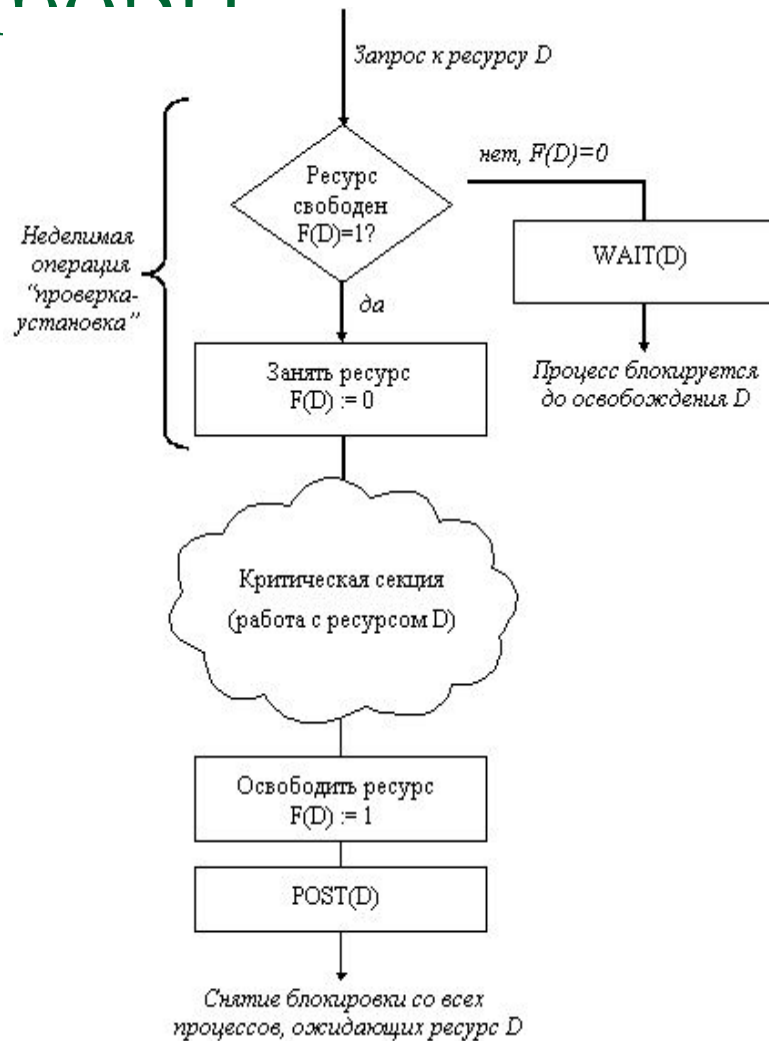 Запрос к ресурсу D
Ресурс
свободен
F(D)=1?
нет, F(D)=0
WAIT(D)
Неделимая
операция
“проверка-
установка”
да
Занять ресурс
F(D) := 0
Процесс блокируется
до освобождения D
Критическая секция
(работа с ресурсом D)
Освободить ресурс
F(D) := 1
POST(D)
Снятие блокировки со всех
процессов, ожидающих ресурс D